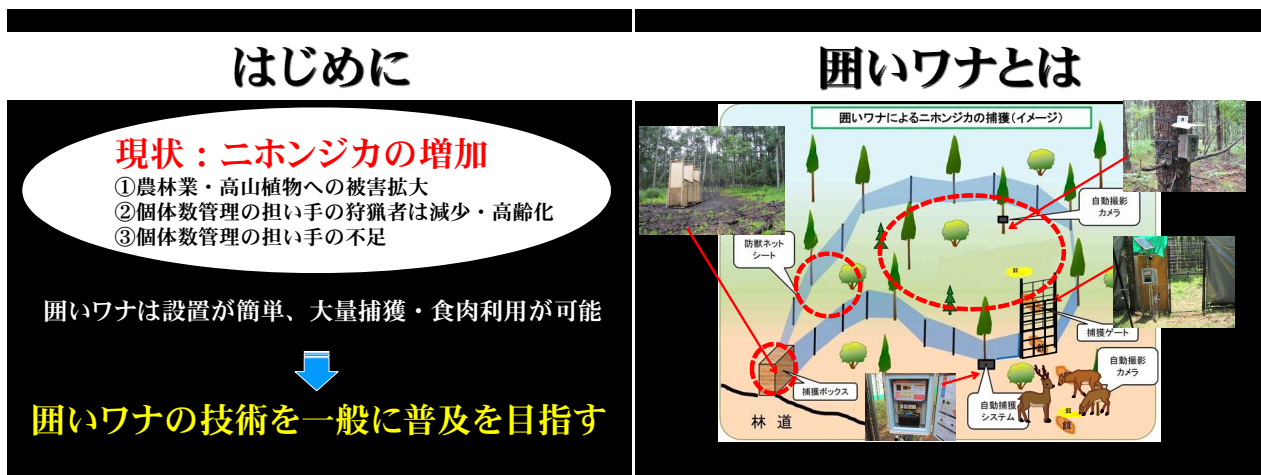 はじめに
現状：ニホンジカの増加
①農林業・高山植物への被害拡大
②個体数管理の担い手の狩猟者は減少・高齢化
③個体数管理の担い手の不足
囲いワナは設置が簡単、大量捕獲・食肉利用が可能
囲いワナの技術を一般に普及を目指す
囲いワナとは
囲いワナによるニホンジカの捕獲（イメージ）
自動撮影
カメラ
防獣ネット
シート
餌
捕獲ゲート
餌
自動撮影
カメラ
捕獲ボックス
自動捕獲
システム
餌
餌
林道